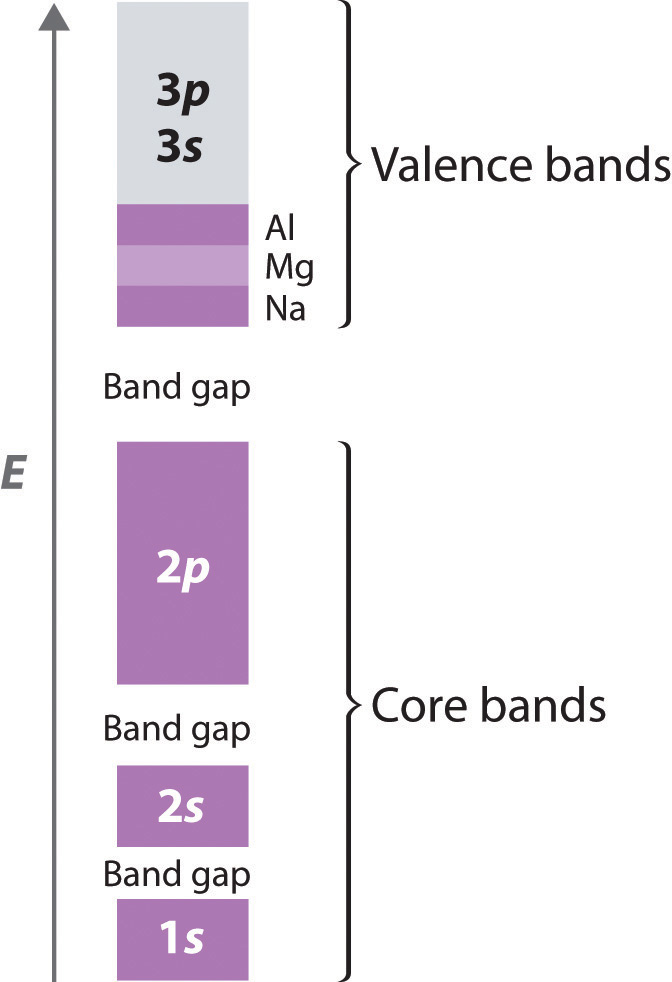 3p
3s
Valence bands
Al
Mg
Na
Band gap
E
2p
Core bands
Band gap
2s
Band gap
1s